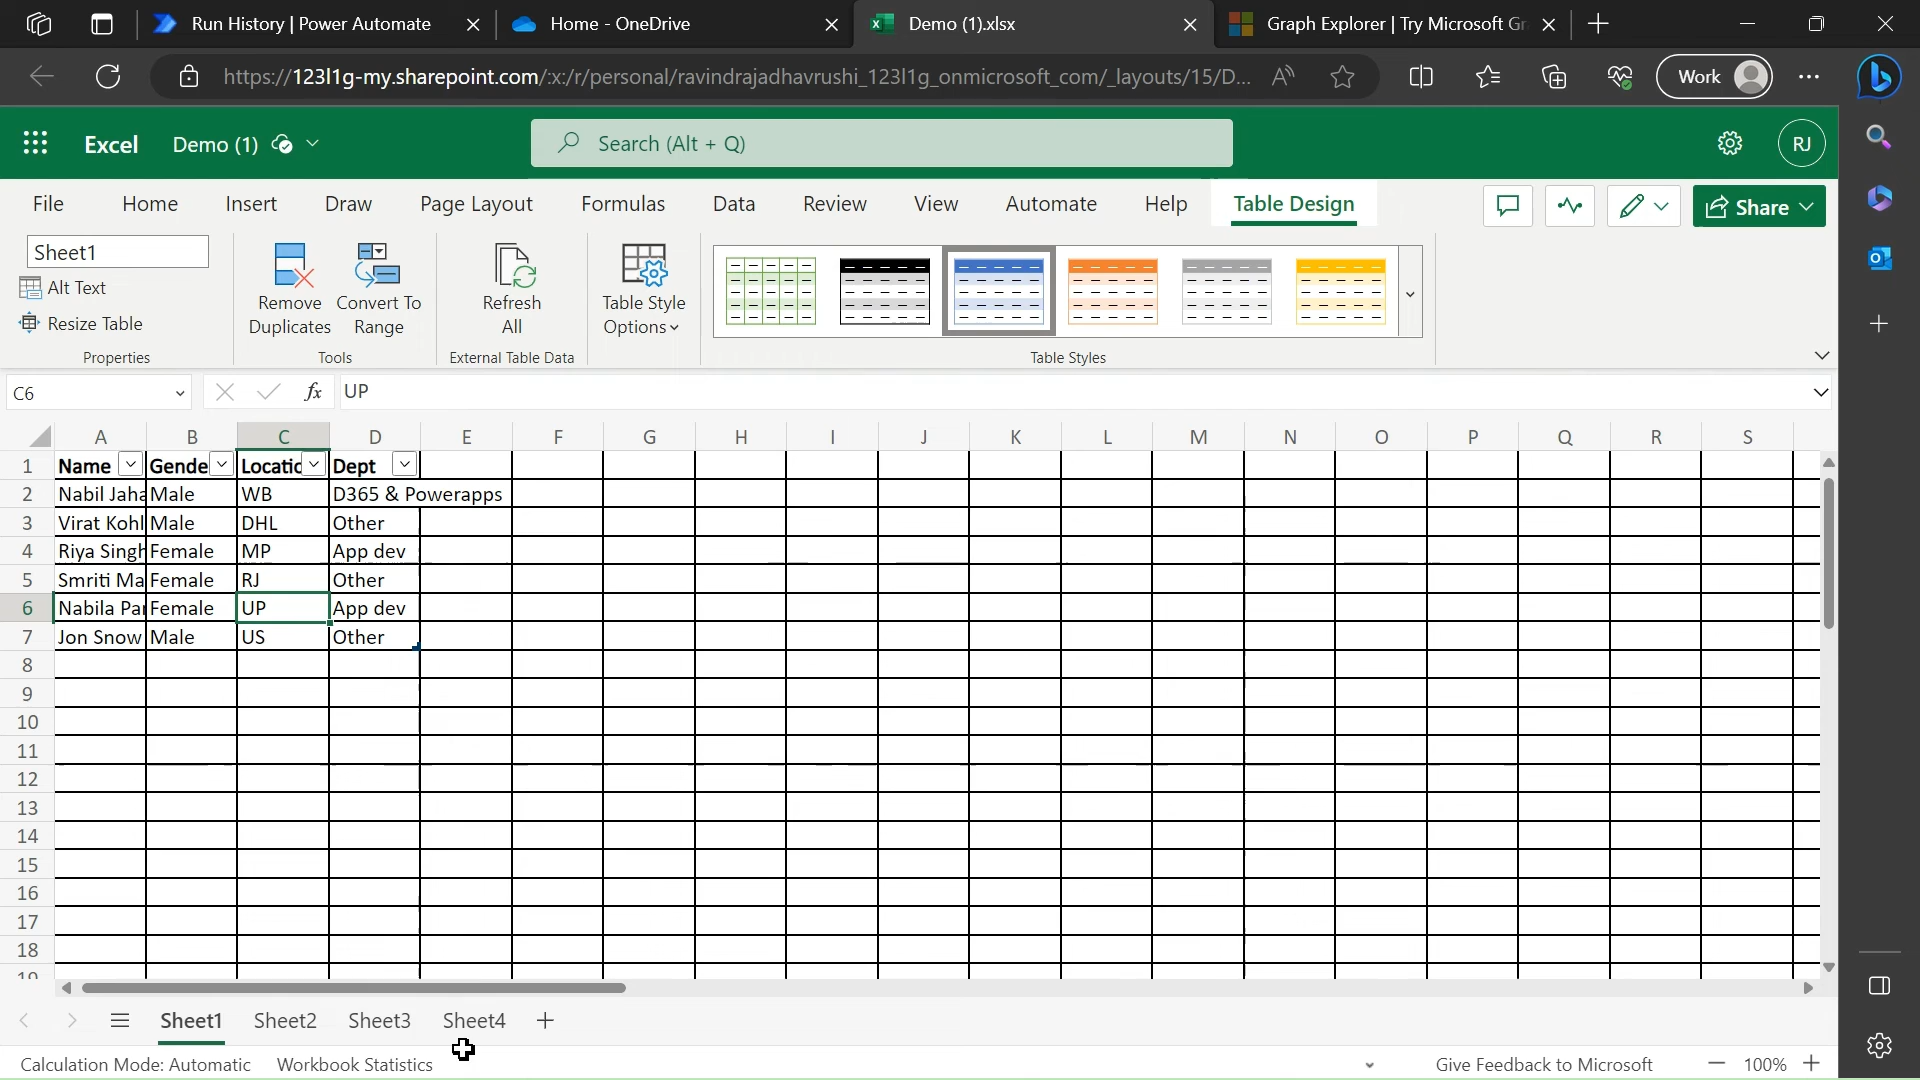 Run History | Power Automate
Home - OneDrive
Demo (1).xlsx
Graph Explorer | Try Microsoft Gr
https://123l1g-my.sharepoint.com/:x:/r/personal/ravindrajadhavrushi_123l1g_onmicrosoft_com/_layouts/15/D...
Work
Excel Demo (1)
Search (Alt + Q)
RJ
File Home Insert Draw Page Layout Formulas Data Review View Automate Help Table Design
Share
Sheet1
Alt Text
Resize Table
Properties
Remove Duplicates
Convert To Range
Tools
Refresh All
External Table Data
Table Style Options
Table Styles
C6
fx UP
A B C D E F G H I J K L M N O P Q R S
1 Name Gende Locatic Dept
2 Nabil Jaha Male WB D365 & Powerapps
3 Virat Kohl Male DHL Other
4 Riya Singh Female MP App dev
5 Smriti Ma Female RJ Other
6 Nabila Par Female UP App dev
7 Jon Snow Male US Other
8
9
10
11
12
13
14
15
16
17
18
19
Sheet1 Sheet2 Sheet3 Sheet4
Calculation Mode: Automatic Workbook Statistics
Give Feedback to Microsoft
100%